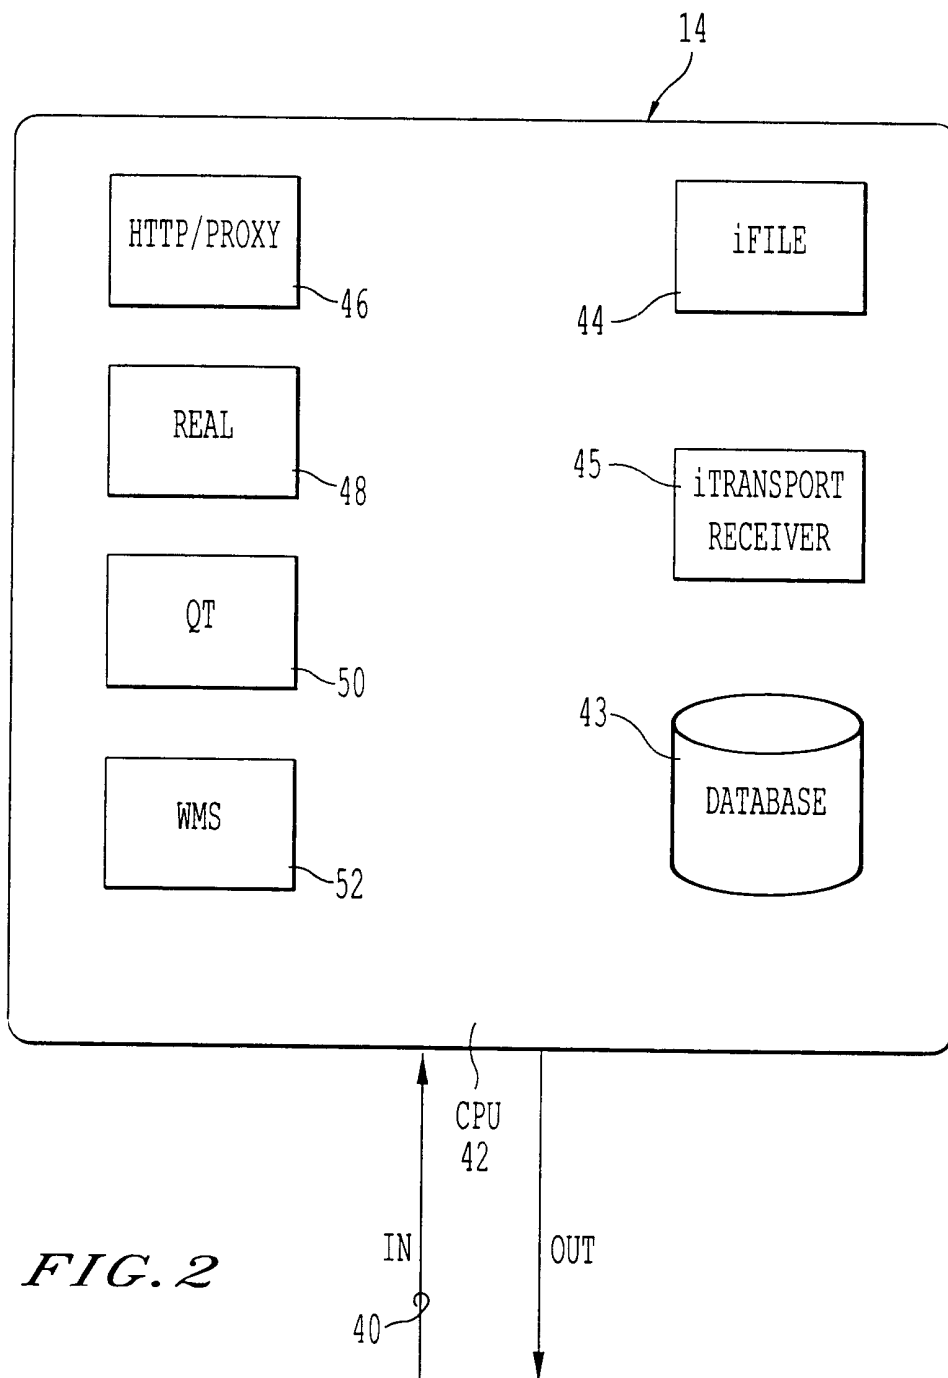 14
HTTP/PROXY
46
iFILE
44
REAL
48
45
iTRANSPORT
RECEIVER
QT
50
43
DATABASE
WMS
52
CPU
42
IN
OUT
40
FIG. 2